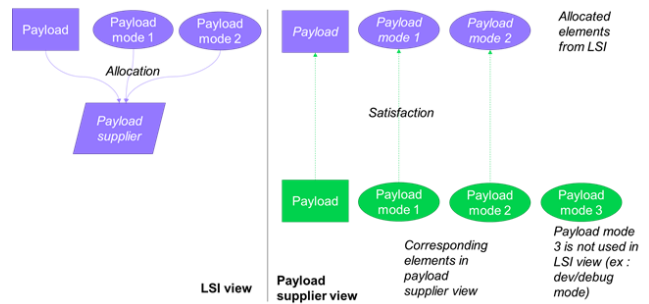 Payload
Payload
mode 1
Payload
mode 2
Allocation
Payload
supplier
LSI view
Payload
Payload
mode 1
Payload
mode 2
Allocated
elements
from LSI
Satisfaction
Payload
Payload
mode 1
Payload
mode 2
Payload
mode 3
Corresponding
elements in
payload
supplier view
Payload mode
3 is not used in
LSI view (ex :
dev/debug
mode)
Payload
supplier view